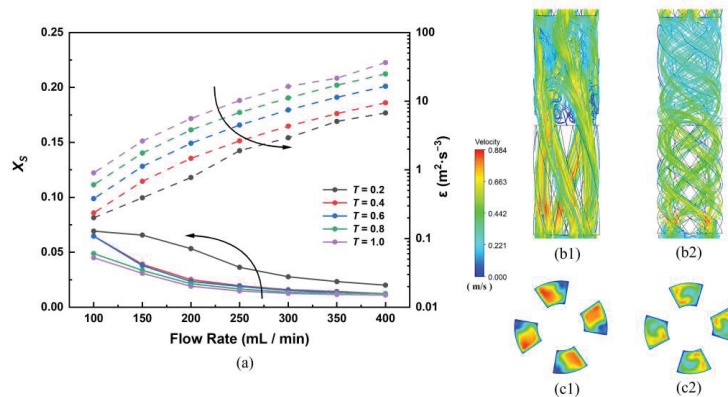 (a)
0.25
0.20
0.15
0.10
0.05
0.00
X_S
100
10
1
0.1
0.01
ε (m²·s⁻³)
T = 0.2
T = 0.4
T = 0.6
T = 0.8
T = 1.0
100 150 200 250 300 350 400
Flow Rate (mL / min)
(a)
Velocity
0.884
0.663
0.442
0.221
0.000
( m/s )
(b1)
(b2)
(c1)
(c2)